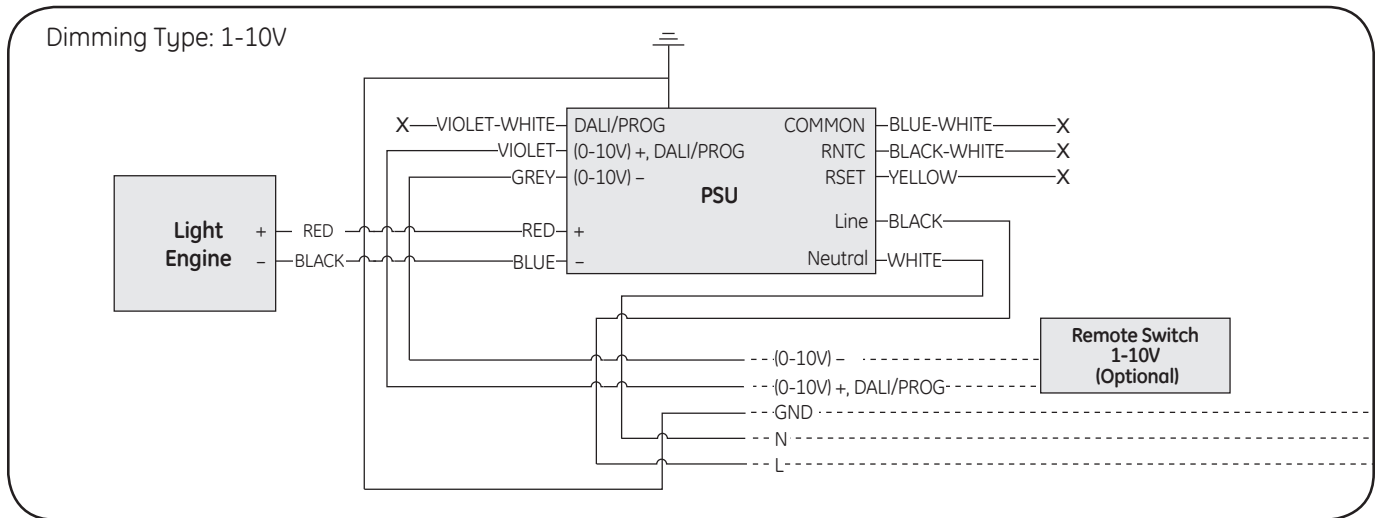 Dimming Type: 1-10V
X VIOLET-WHITE DALI/PROG COMMON BLUE-WHITE X
VIOLET (0-10V) +, DALI/PROG RNTC BLACK-WHITE X
GREY (0-10V) – RSET YELLOW X
PSU
Light Engine
+ RED RED + Line BLACK
– BLACK BLUE – Neutral WHITE
Remote Switch
1-10V
(Optional)
(0-10V) –
(0-10V) +, DALI/PROG
GND
N
L